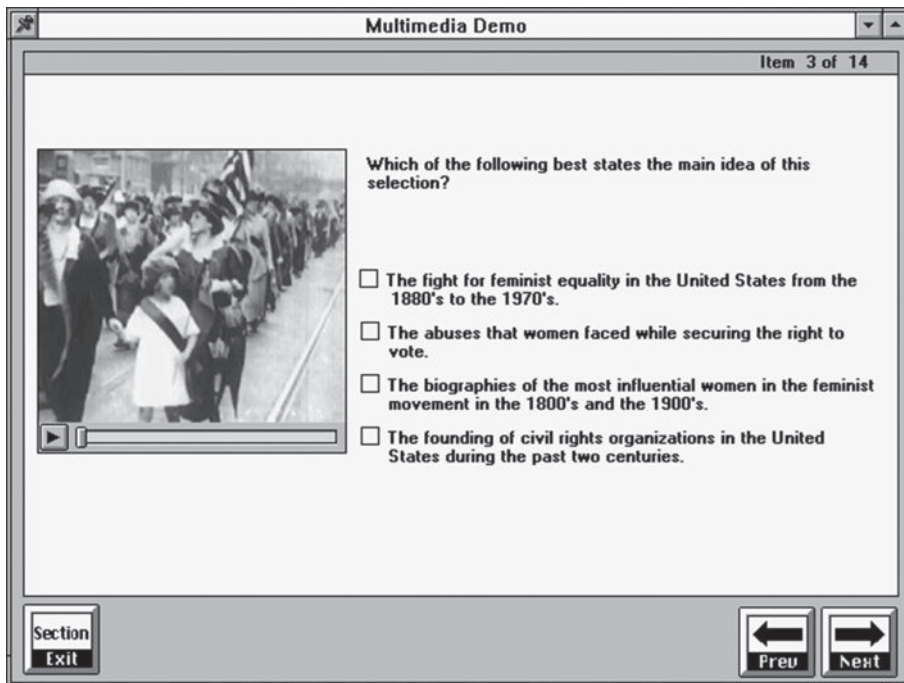 Multimedia Demo
Item 3 of 14
Which of the following best states the main idea of this
selection?
The fight for feminist equality in the United States from the
1880's to the 1970's.
The abuses that women faced while securing the right to
vote.
The biographies of the most influential women in the feminist
movement in the 1800's and the 1900's.
The founding of civil rights organizations in the United
States during the past two centuries.
Section
Exit
Prev
Next